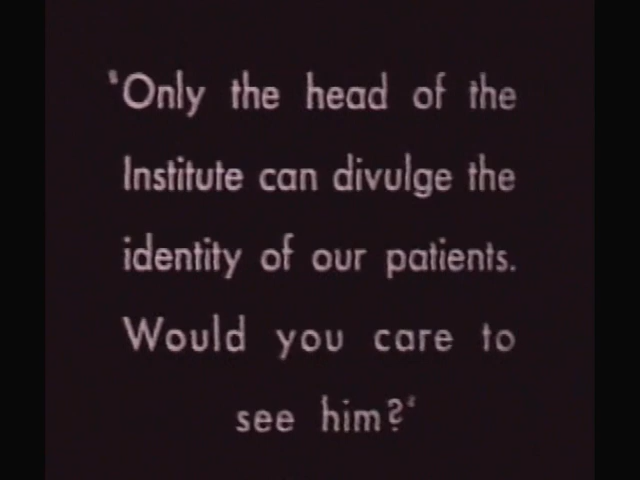 'Only the head of the
Institute can divulge the
identity of our patients.
Would you care to
see him?'